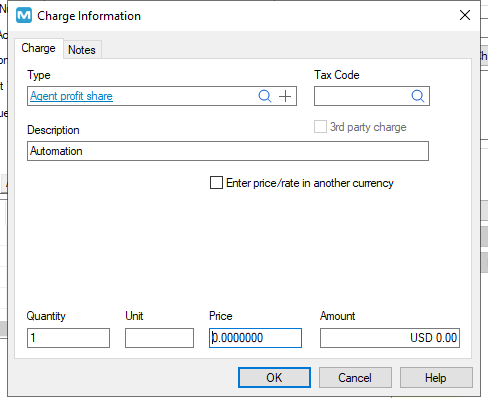 Charge Information
Charge Notes
Type Tax Code
Agent profit share
Description 3rd party charge
Automation
Enter price/rate in another currency
Quantity Unit Price Amount
1 0.0000000 USD 0.00
OK Cancel Help